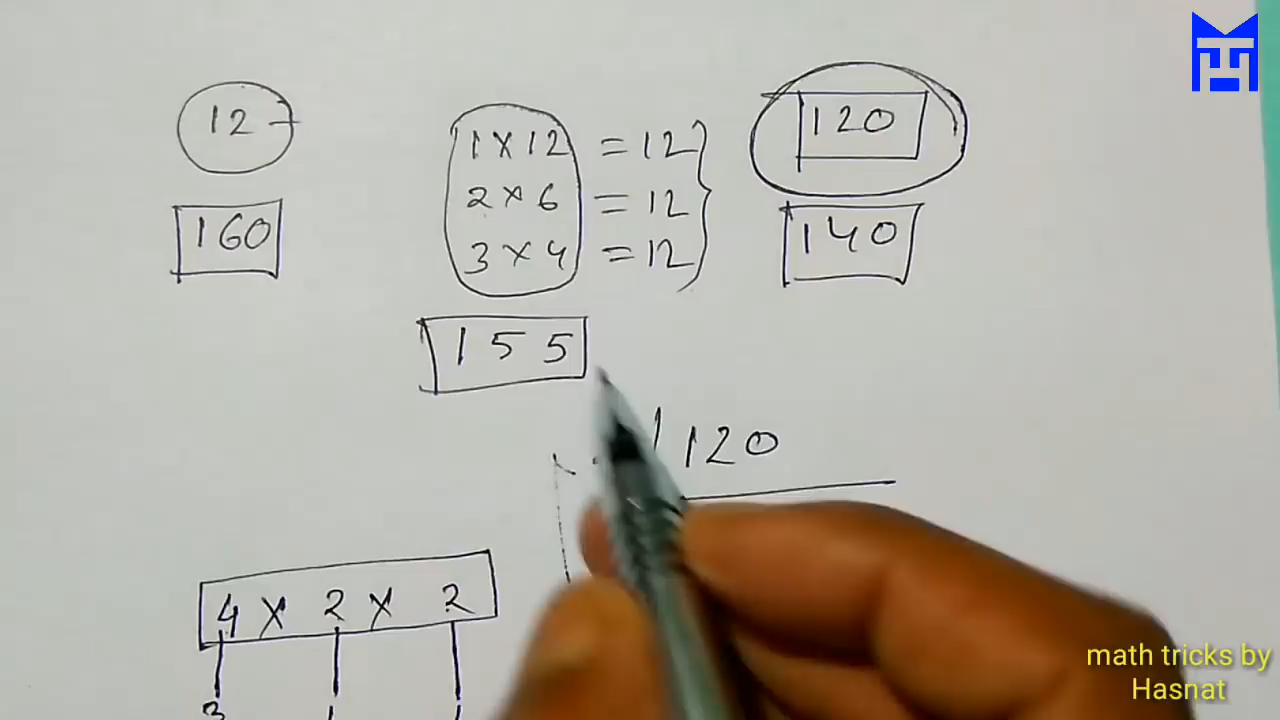 12
160
1 × 12 = 12
2 × 6 = 12
3 × 4 = 12
155
120
140
120
4 × 2 × 2
math tricks by
Hasnat